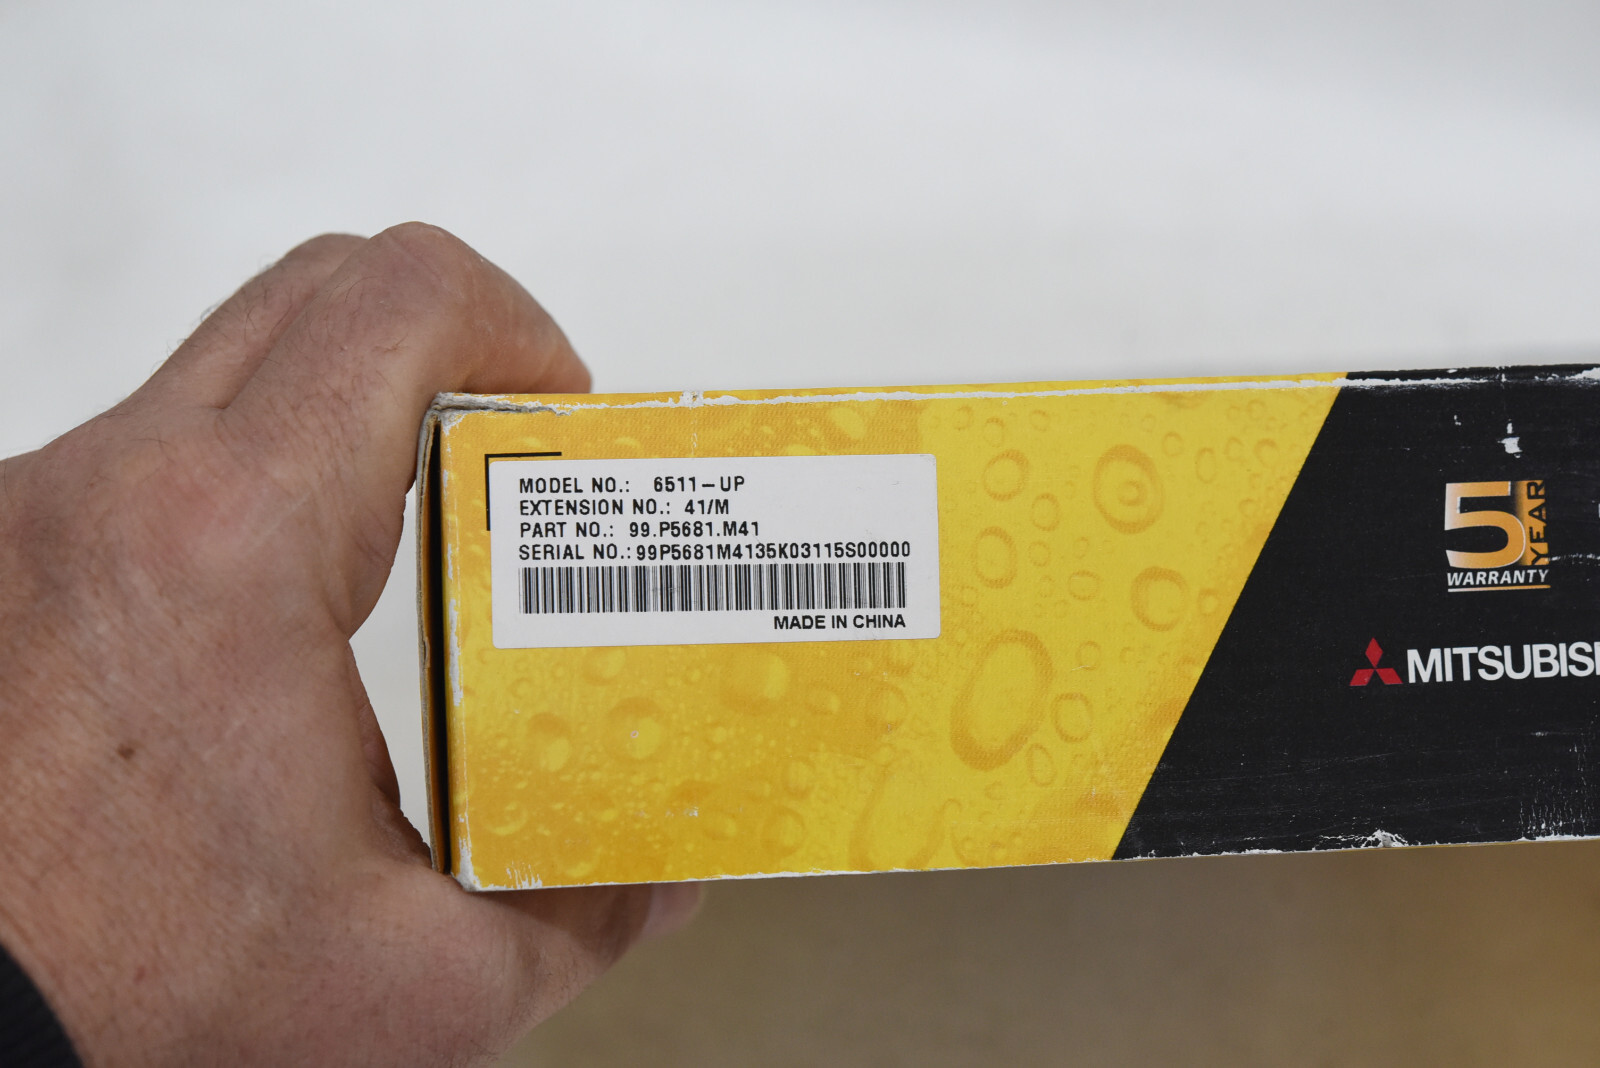 MODEL NO.: 6511-UP
EXTENSION NO.: 41/M
PART NO.: 99.P5681.M41
SERIAL NO.: 99P5681M4135K03115S00000
MADE IN CHINA
5 YEAR
WARRANTY
MITSUBIS